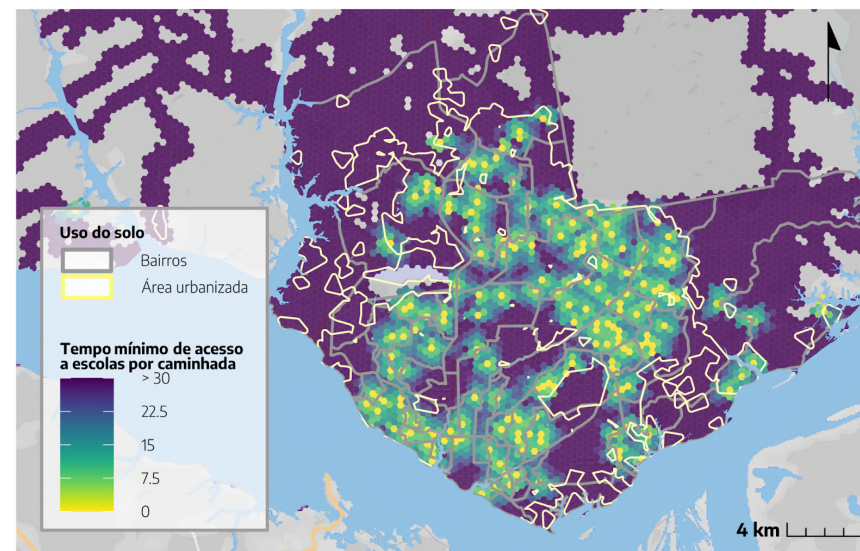 Uso do solo
Bairros
Área urbanizada
Tempo mínimo de acesso
a escolas por caminhada
> 30
22.5
15
7.5
0
4 km